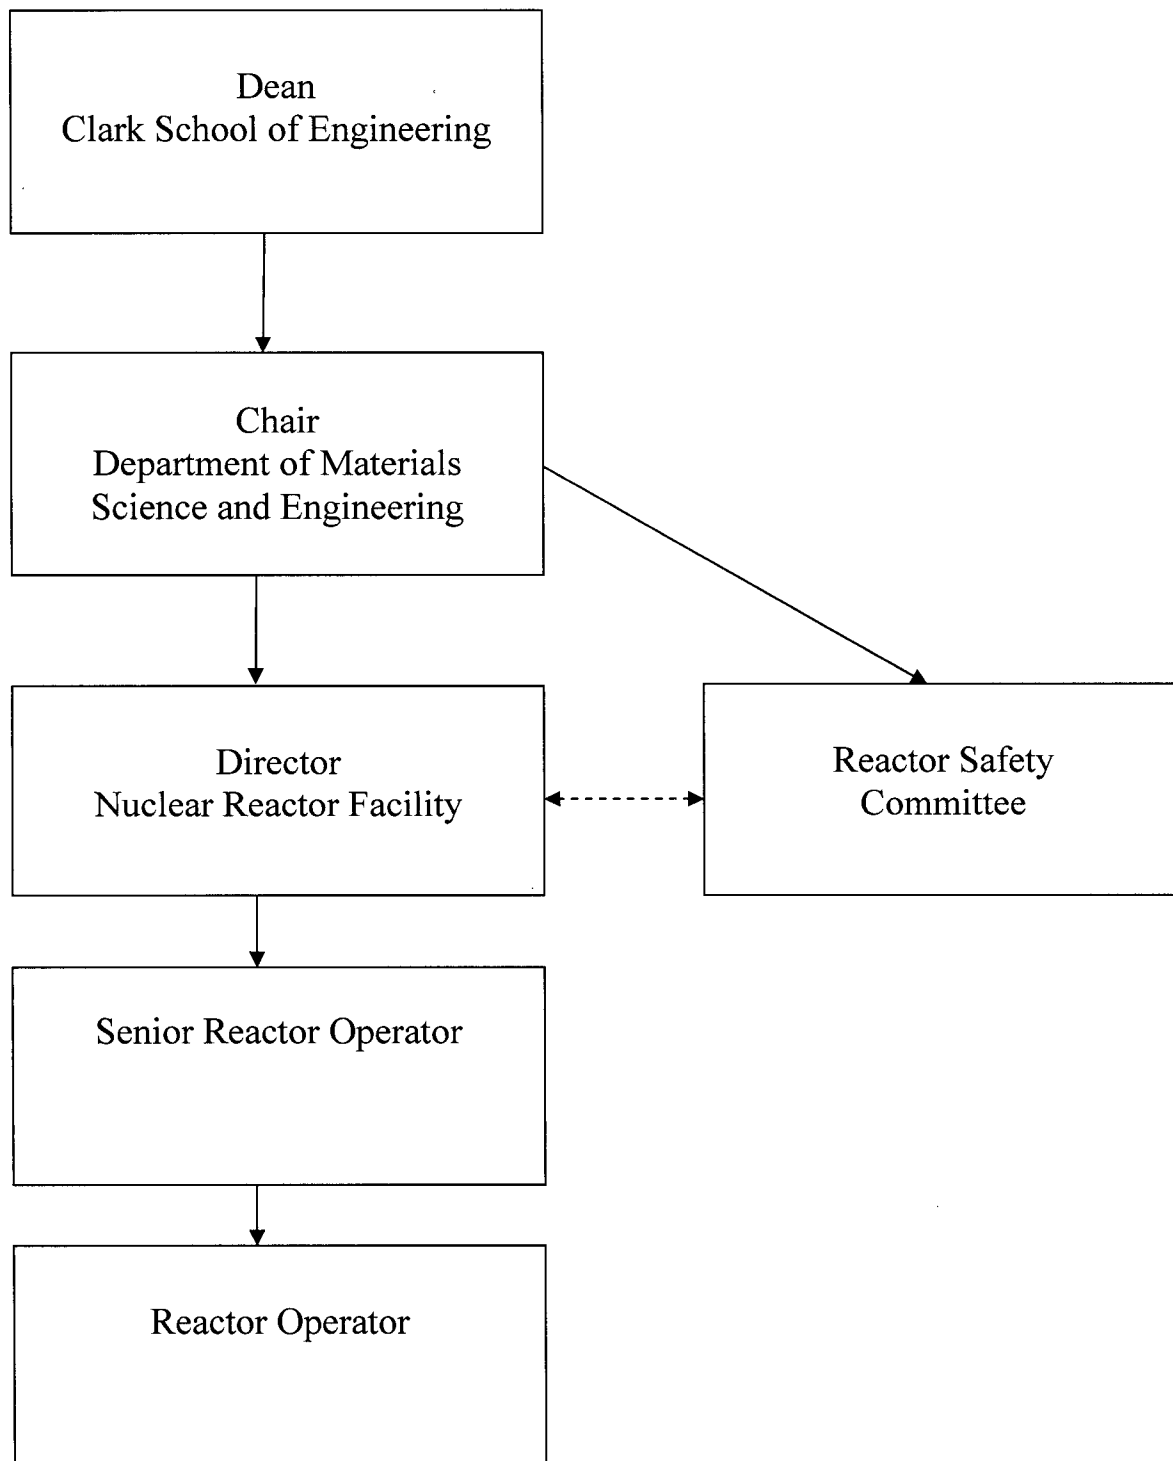 Dean
Clark School of Engineering
Chair
Department of Materials
Science and Engineering
Director
Nuclear Reactor Facility
Reactor Safety
Committee
Senior Reactor Operator
Reactor Operator